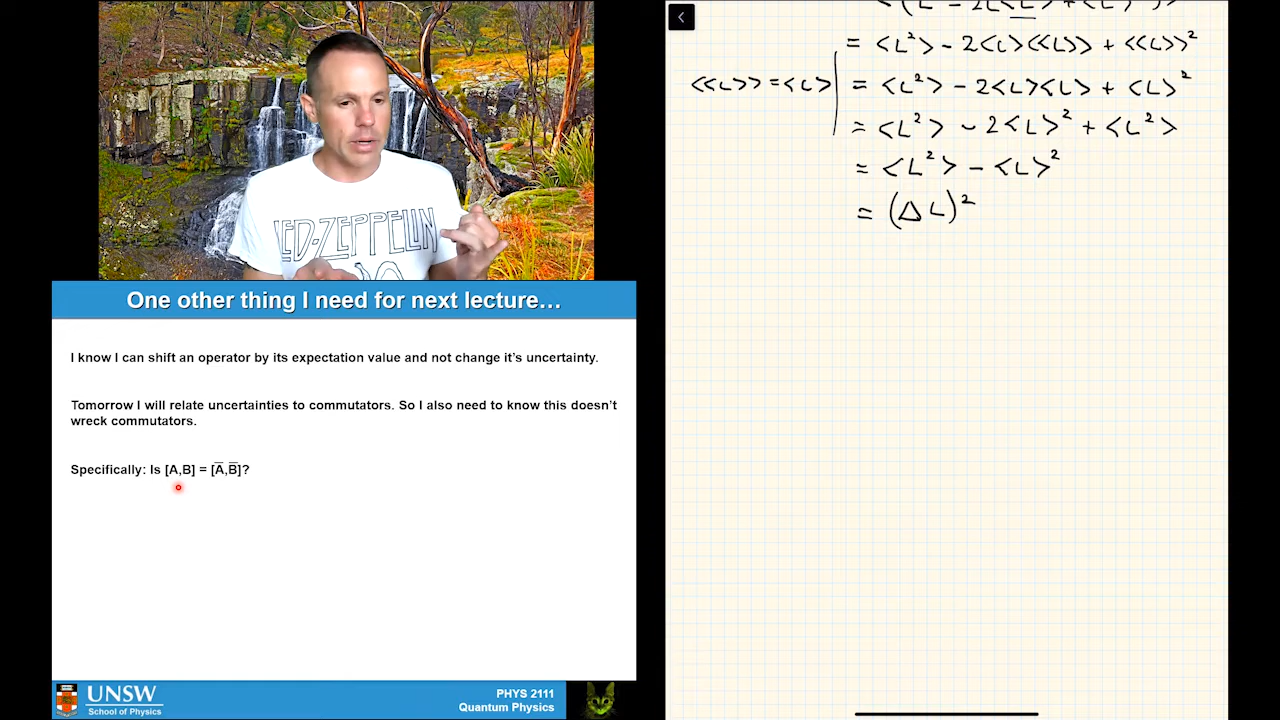 LED-ZEPPELIN
One other thing I need for next lecture…
I know I can shift an operator by its expectation value and not change it’s uncertainty.
Tomorrow I will relate uncertainties to commutators. So I also need to know this doesn’t
wreck commutators.
Specifically: Is [A,B] = [A̅,B̅]?
UNSW
School of Physics
PHYS 2111
Quantum Physics
= <L²> - 2<L><<L>> + <<L>>²
<<L>> = <L> | = <L²> - 2<L><L> + <L>²
= <L²> - 2<L>² + <L²>
= <L²> - <L>²
= (ΔL)²